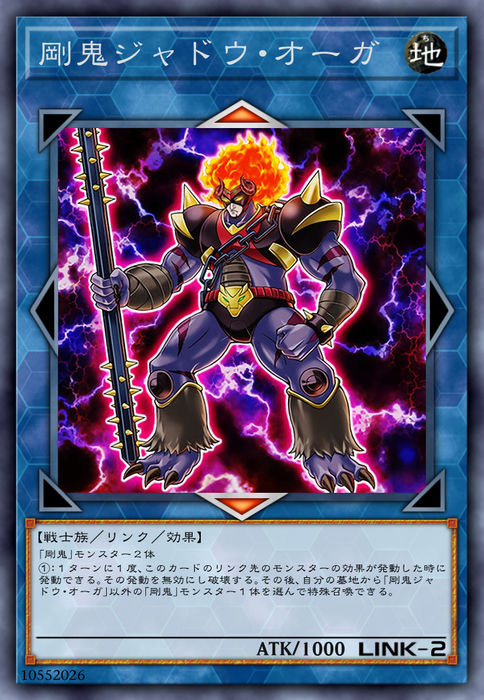 剛鬼ジャドウ・オーガ
ち
地
【戦士族／リンク／効果】
「剛鬼」モンスター２体
①：１ターンに１度、このカードのリンク先のモンスターの効果が発動した時に
発動できる。その発動を無効にし破壊する。その後、自分の墓地から「剛鬼ジャ
ドウ・オーガ」以外の「剛鬼」モンスター１体を選んで特殊召喚できる。
ATK/1000 LINK-2
10552026